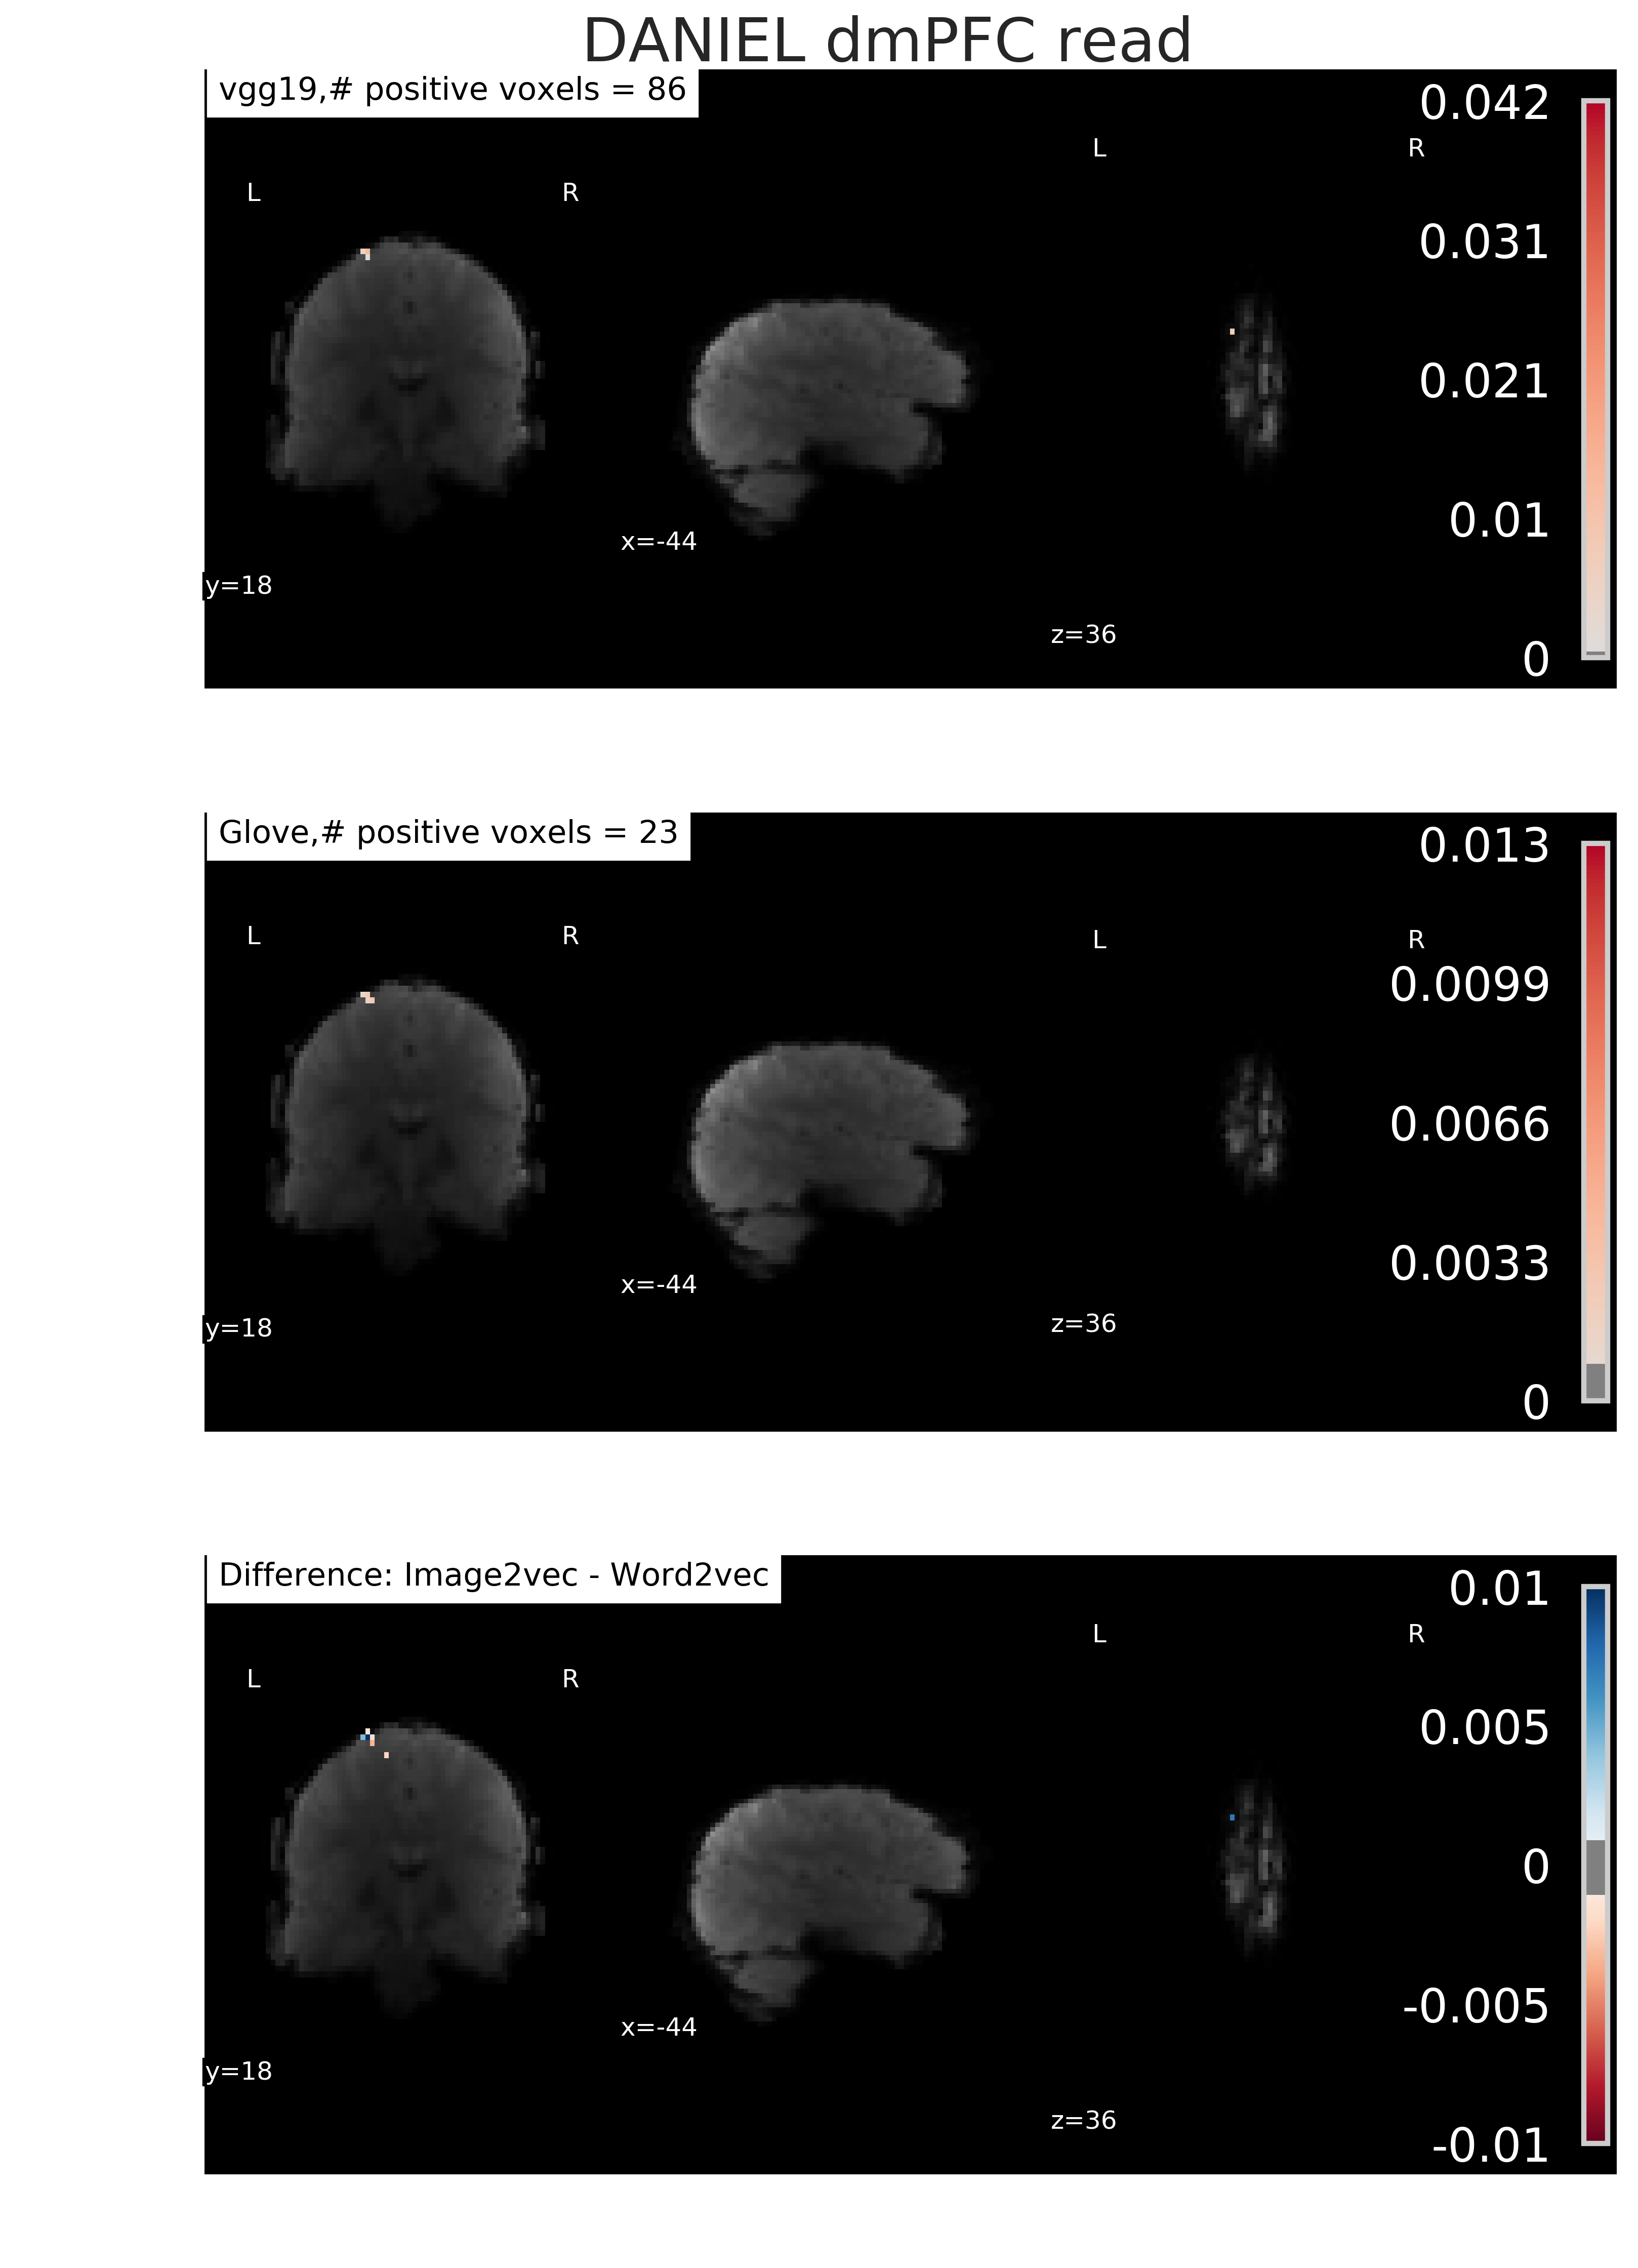 DANIEL dmPFC read
vgg19,# positive voxels = 86
0.042
L R
L R
0.031
0.021
0.01
x=-44
y=18
z=36
0
Glove,# positive voxels = 23
0.013
L R
L R
0.0099
0.0066
0.0033
x=-44
y=18
z=36
0
Difference: Image2vec - Word2vec
0.01
L R
L R
0.005
0
-0.005
x=-44
y=18
z=36
-0.01